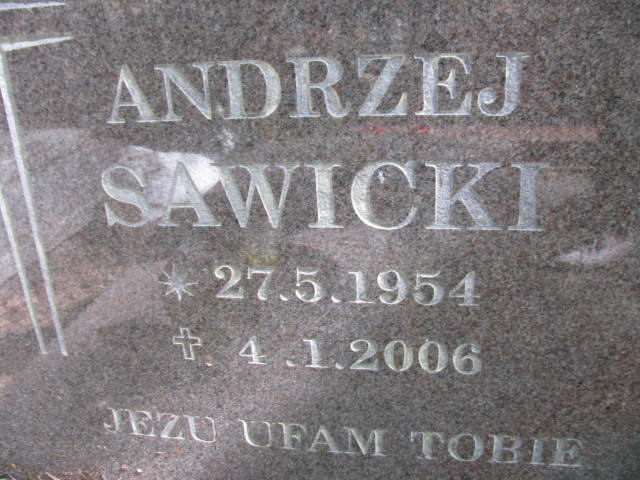 ANDRZEJ
SAWICKI
* 27.5.1954
✝ 4.1.2006
JEZU UFAM TOBIE